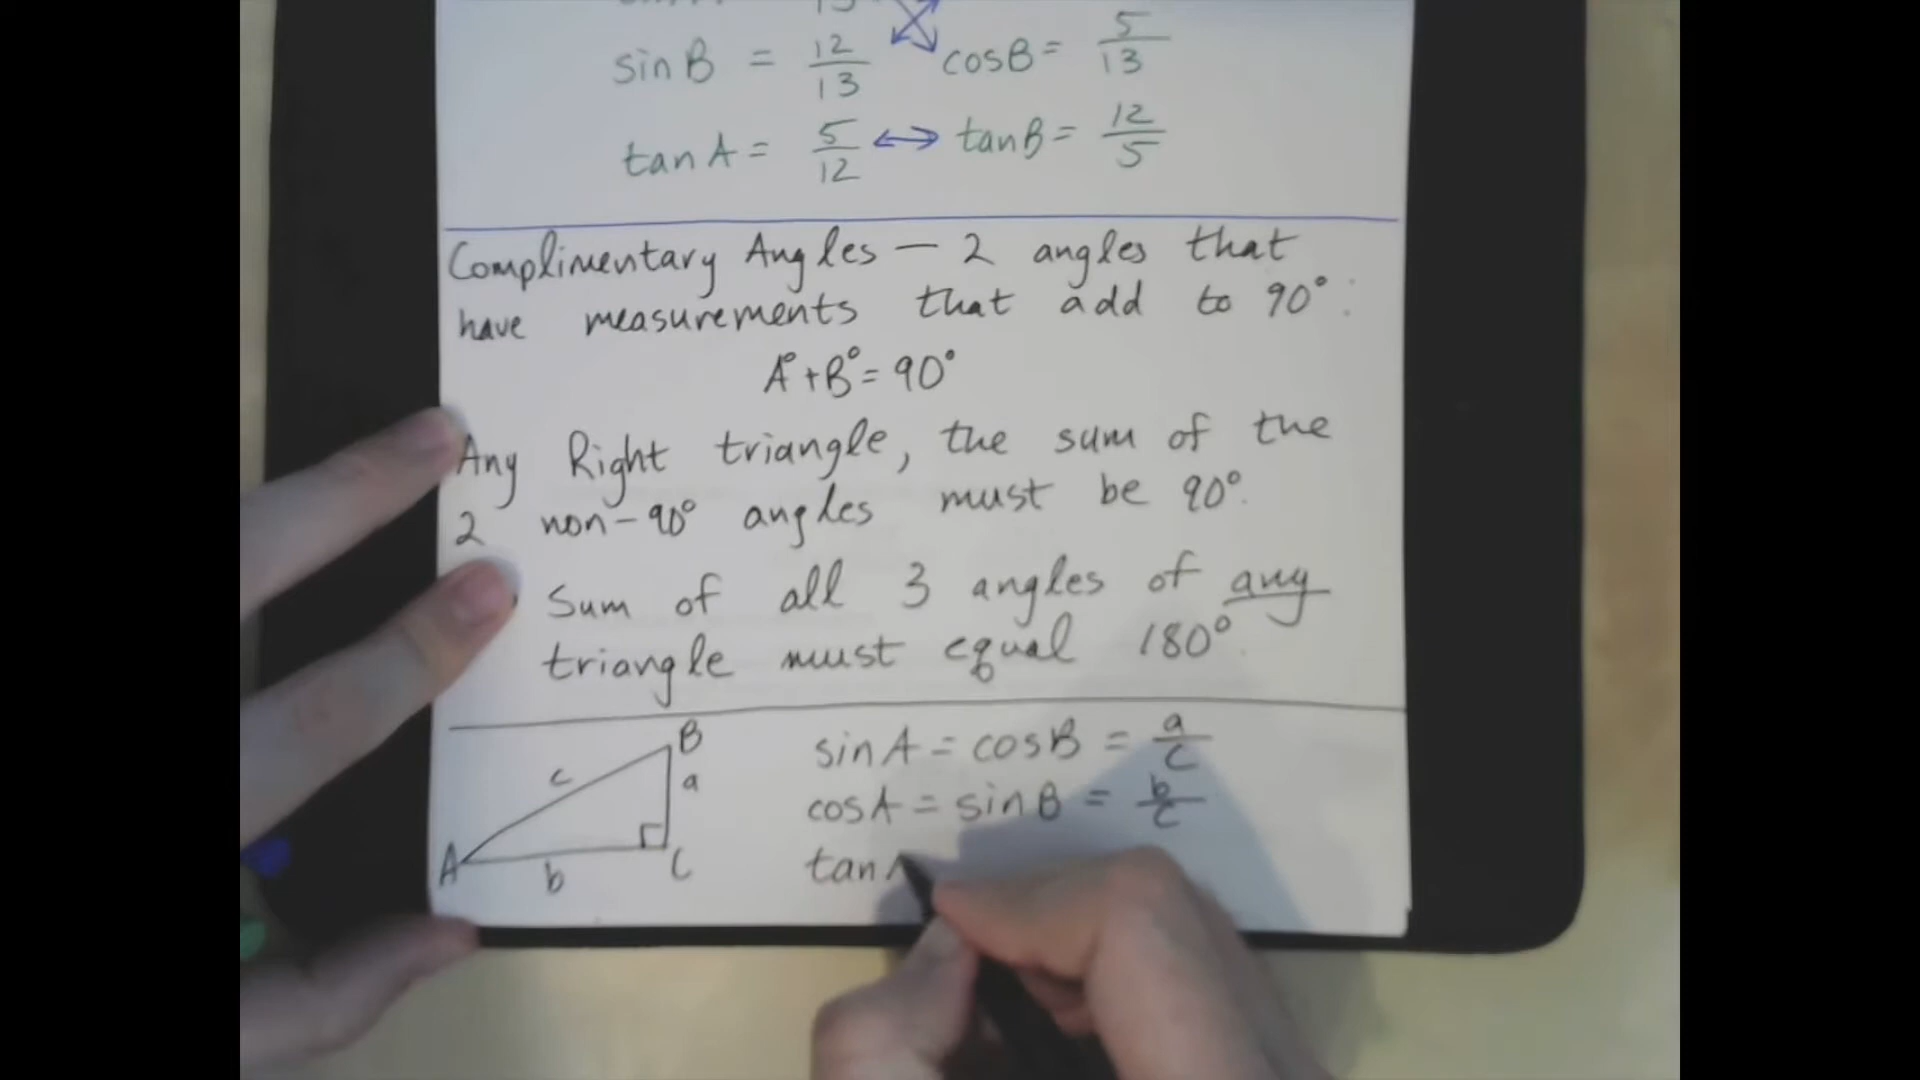 13
sin B = 12/13 cos B = 5/13
tan A = 5/12 ↔ tan B = 12/5
Complimentary Angles — 2 angles that
have measurements that add to 90°:
A° + B° = 90°
Any Right triangle, the sum of the
2 non-90° angles must be 90°.
Sum of all 3 angles of any
triangle must equal 180°.
B
c
a
A
b
C
sin A = cos B = a/c
cos A = sin B = b/c
tan A